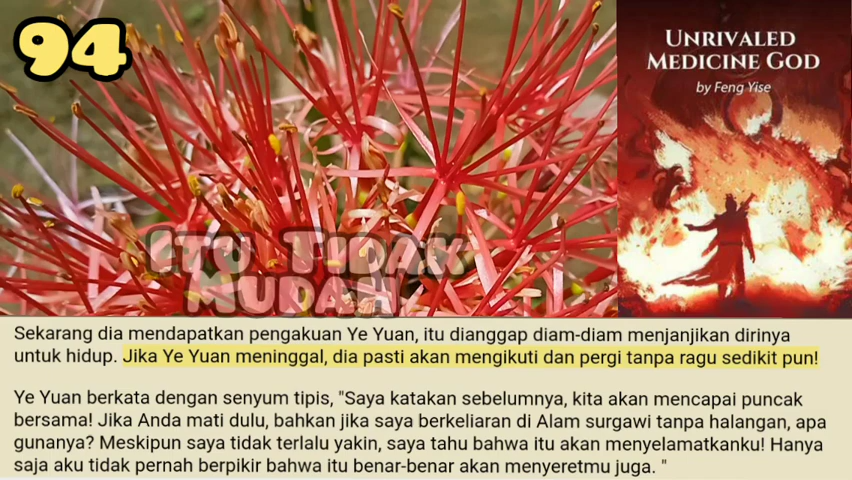 94
UNRIVALED
MEDICINE GOD
by Feng Yise
ITU TIDAK
MUDAH
Sekarang dia mendapatkan pengakuan Ye Yuan, itu dianggap diam-diam menjanjikan dirinya
untuk hidup. Jika Ye Yuan meninggal, dia pasti akan mengikuti dan pergi tanpa ragu sedikit pun!
Ye Yuan berkata dengan senyum tipis, "Saya katakan sebelumnya, kita akan mencapai puncak
bersama! Jika Anda mati dulu, bahkan jika saya berkeliaran di Alam surgawi tanpa halangan, apa
gunanya? Meskipun saya tidak terlalu yakin, saya tahu bahwa itu akan menyelamatkanku! Hanya
saja aku tidak pernah berpikir bahwa itu benar-benar akan menyeretmu juga. "